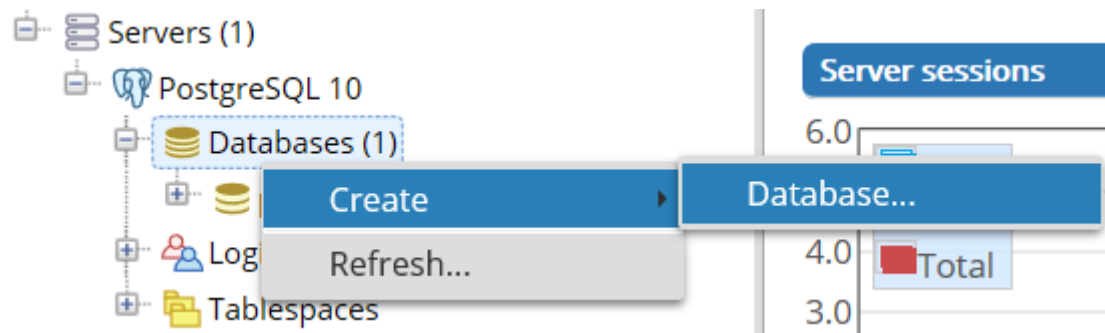 Servers (1)
PostgreSQL 10
Databases (1)
Create
Database...
Refresh...
Logi
Tablespaces
Server sessions
6.0
4.0
Total
3.0